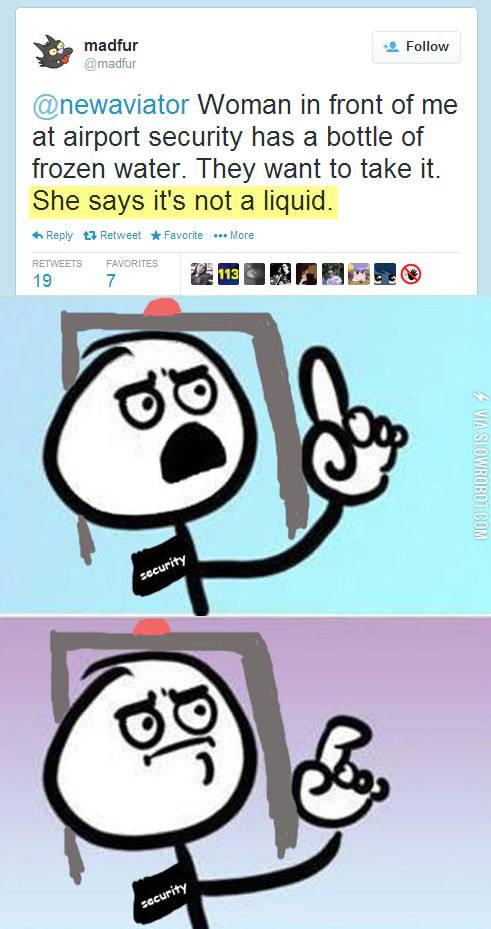 madfur
@madfur
Follow
@newaviator Woman in front of me
at airport security has a bottle of
frozen water. They want to take it.
She says it's not a liquid.
Reply Retweet Favorite ••• More
RETWEETS FAVORITES
19 7
113
VIA SLOWROBOT.COM
security
security